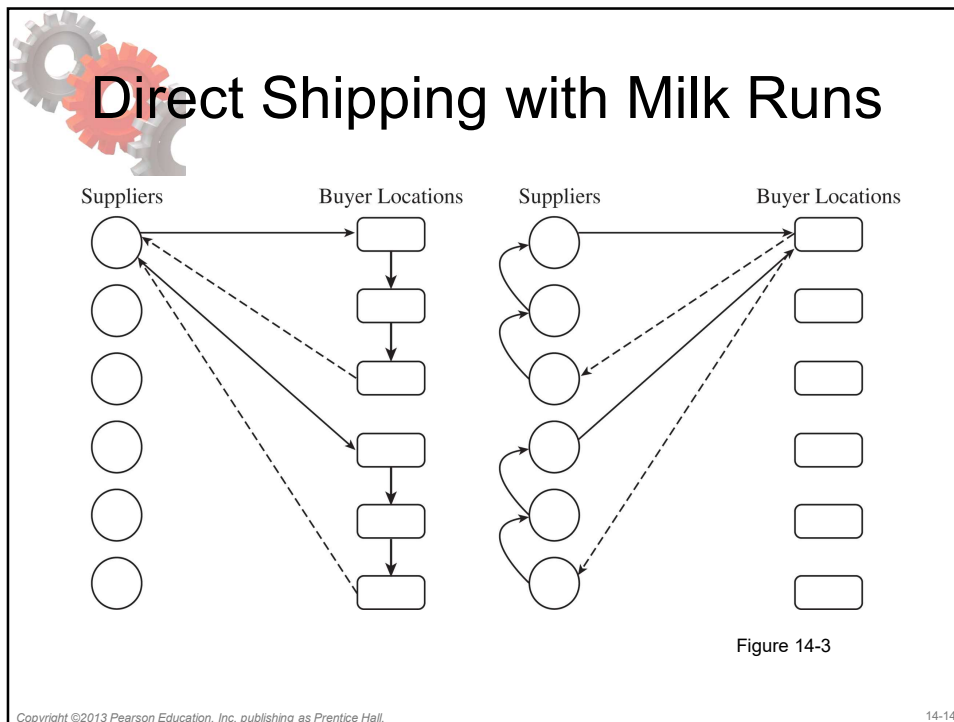 Direct Shipping with Milk Runs
Suppliers
Buyer Locations
Suppliers
Buyer Locations
Figure 14-3
Copyright ©2013 Pearson Education, Inc. publishing as Prentice Hall.
14-14